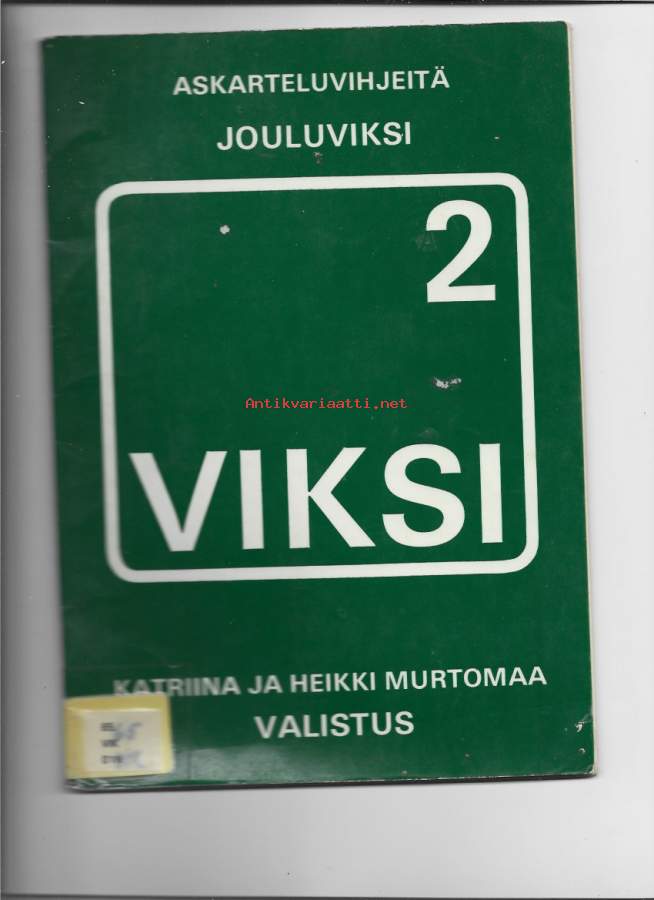 ASKARTELUVIHJEITÄ
JOULUVIKSI
2
Antikvariaatti.net
VIKSI
KATRIINA JA HEIKKI MURTOMAA
VALISTUS